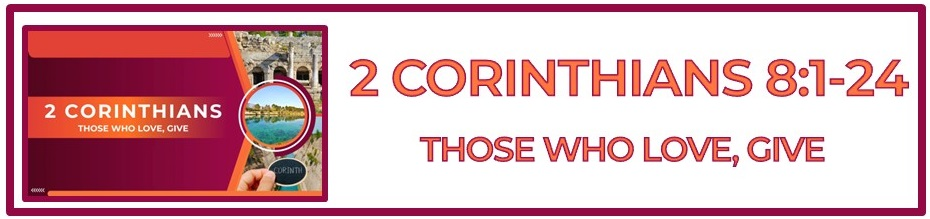 2 CORINTHIANS
THOSE WHO LOVE, GIVE
CORINTH
2 CORINTHIANS 8:1-24
THOSE WHO LOVE, GIVE